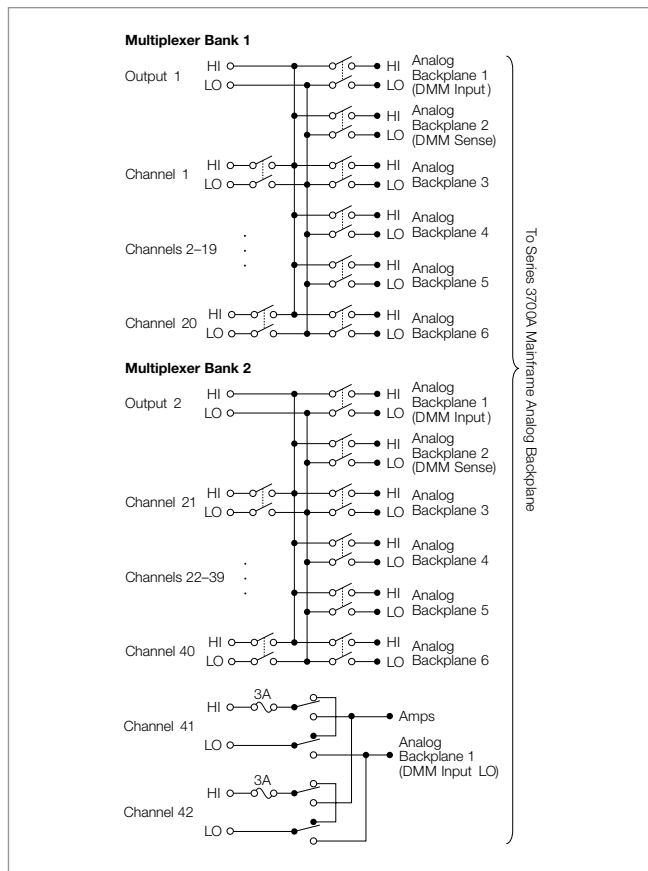 Multiplexer Bank 1
Output 1
HI
LO
HI Analog
LO Backplane 1
(DMM Input)
HI Analog
LO Backplane 2
(DMM Sense)
Channel 1
HI
LO
HI Analog
LO Backplane 3
HI Analog
LO Backplane 4
Channels 2–19
HI Analog
LO Backplane 5
Channel 20
HI
LO
HI Analog
LO Backplane 6
Multiplexer Bank 2
Output 2
HI
LO
HI Analog
LO Backplane 1
(DMM Input)
HI Analog
LO Backplane 2
(DMM Sense)
Channel 21
HI
LO
HI Analog
LO Backplane 3
HI Analog
LO Backplane 4
Channels 22–39
HI Analog
LO Backplane 5
Channel 40
HI
LO
HI Analog
LO Backplane 6
Channel 41
HI
3A
LO
Amps
Analog
Backplane 1
(DMM Input LO)
Channel 42
HI
3A
LO
To Series 3700A Mainframe Analog Backplane